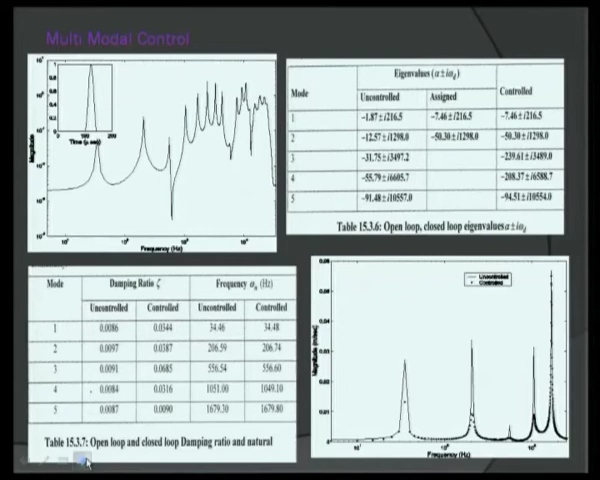 Multi Modal Control
Magnitude
Time (μ sec)
Frequency (Hz)
Mode
Eigenvalues (α ± iωd)
Uncontrolled Assigned Controlled
1 -1.87 ± i216.5 -7.46 ± i216.5 -7.46 ± i216.5
2 -12.57 ± i1298.0 -50.30 ± i1298.0 -50.30 ± i1298.0
3 -31.75 ± i3497.2 -239.61 ± i3489.0
4 -55.79 ± i6605.7 -208.37 ± i6588.7
5 -91.48 ± i10557.0 -94.51 ± i10554.0
Table 15.3.6: Open loop, closed loop eigenvalues α ± iωd
Mode Damping Ratio ζ Frequency ωn (Hz)
Uncontrolled Controlled Uncontrolled Controlled
1 0.0086 0.0344 34.46 34.48
2 0.0097 0.0387 206.59 206.74
3 0.0091 0.0685 556.54 556.60
4 0.0084 0.0316 1051.00 1049.10
5 0.0087 0.0090 1679.30 1679.80
Table 15.3.7: Open loop and closed loop Damping ratio and natural
Uncontrolled
Controlled
Magnitude (m/sec)
Frequency (Hz)